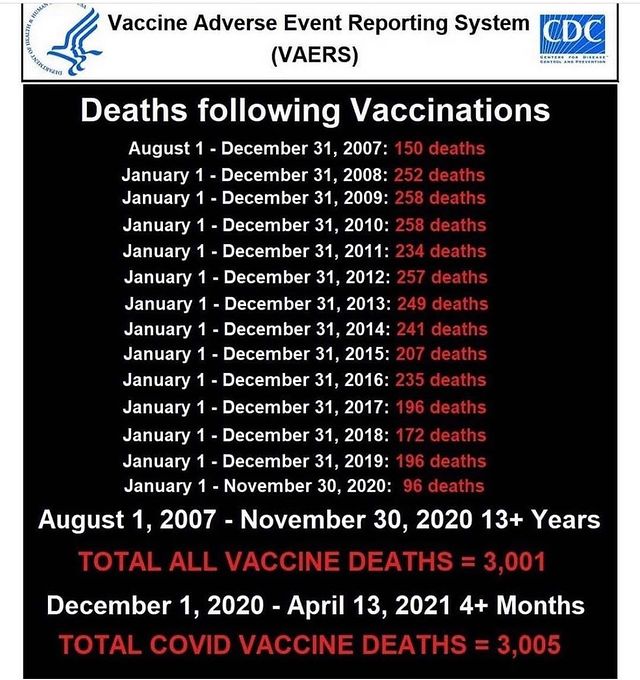 Vaccine Adverse Event Reporting System
(VAERS)
CDC
CENTERS FOR DISEASE
CONTROL AND PREVENTION
Deaths following Vaccinations
August 1 - December 31, 2007: 150 deaths
January 1 - December 31, 2008: 252 deaths
January 1 - December 31, 2009: 258 deaths
January 1 - December 31, 2010: 258 deaths
January 1 - December 31, 2011: 234 deaths
January 1 - December 31, 2012: 257 deaths
January 1 - December 31, 2013: 249 deaths
January 1 - December 31, 2014: 241 deaths
January 1 - December 31, 2015: 207 deaths
January 1 - December 31, 2016: 235 deaths
January 1 - December 31, 2017: 196 deaths
January 1 - December 31, 2018: 172 deaths
January 1 - December 31, 2019: 196 deaths
January 1 - November 30, 2020: 96 deaths
August 1, 2007 - November 30, 2020 13+ Years
TOTAL ALL VACCINE DEATHS = 3,001
December 1, 2020 - April 13, 2021 4+ Months
TOTAL COVID VACCINE DEATHS = 3,005